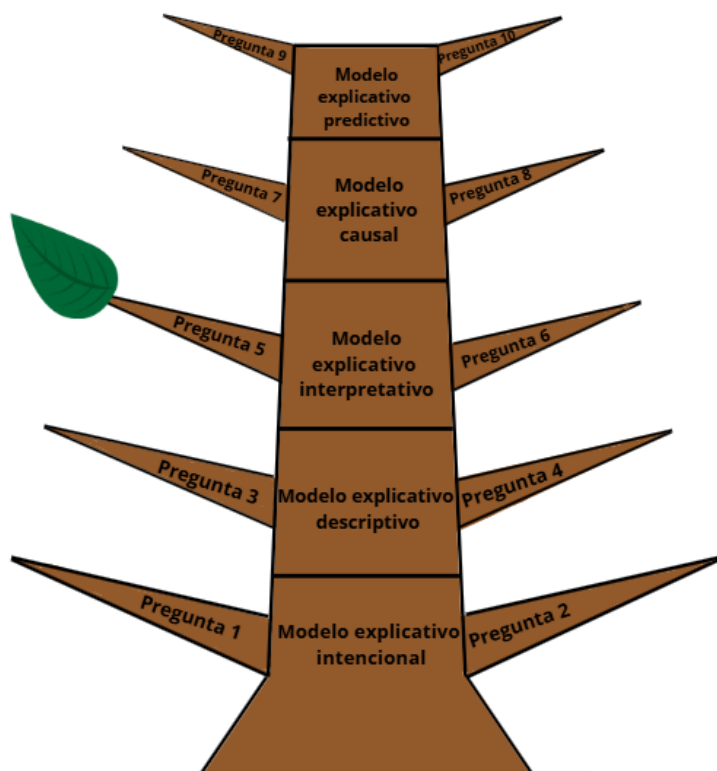 Pregunta 9
Pregunta 10
Modelo
explicativo
predictivo
Pregunta 7
Pregunta 8
Modelo
explicativo
causal
Pregunta 5
Pregunta 6
Modelo
explicativo
interpretativo
Pregunta 3
Pregunta 4
Modelo explicativo
descriptivo
Pregunta 1
Pregunta 2
Modelo explicativo
intencional